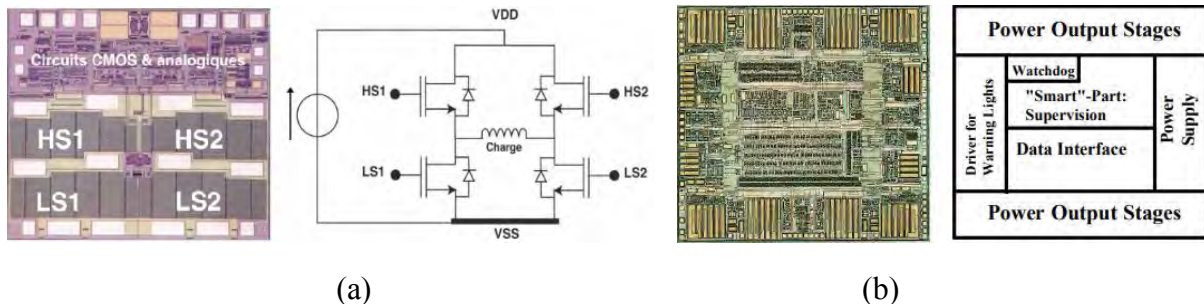 Circuits CMOS & analogiques
HS1
HS2
LS1
LS2
VDD
HS1
HS2
Charge
LS1
LS2
VSS
(a)
Power Output Stages
Driver for
Warning Lights
Watchdog
"Smart"-Part:
Supervision
Data Interface
Power
Supply
Power Output Stages
(b)